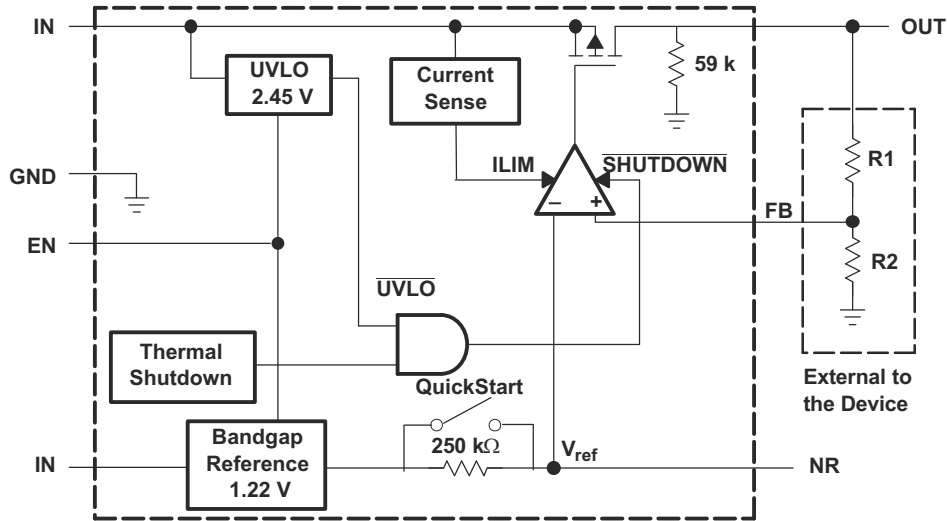 IN
OUT
UVLO
2.45 V
Current
Sense
59 k
GND
ILIM
SHUTDOWN
R1
– +
FB
EN
R2
UVLO
Thermal
Shutdown
QuickStart
External to
the Device
IN
Bandgap
Reference
1.22 V
250 kΩ
Vref
NR